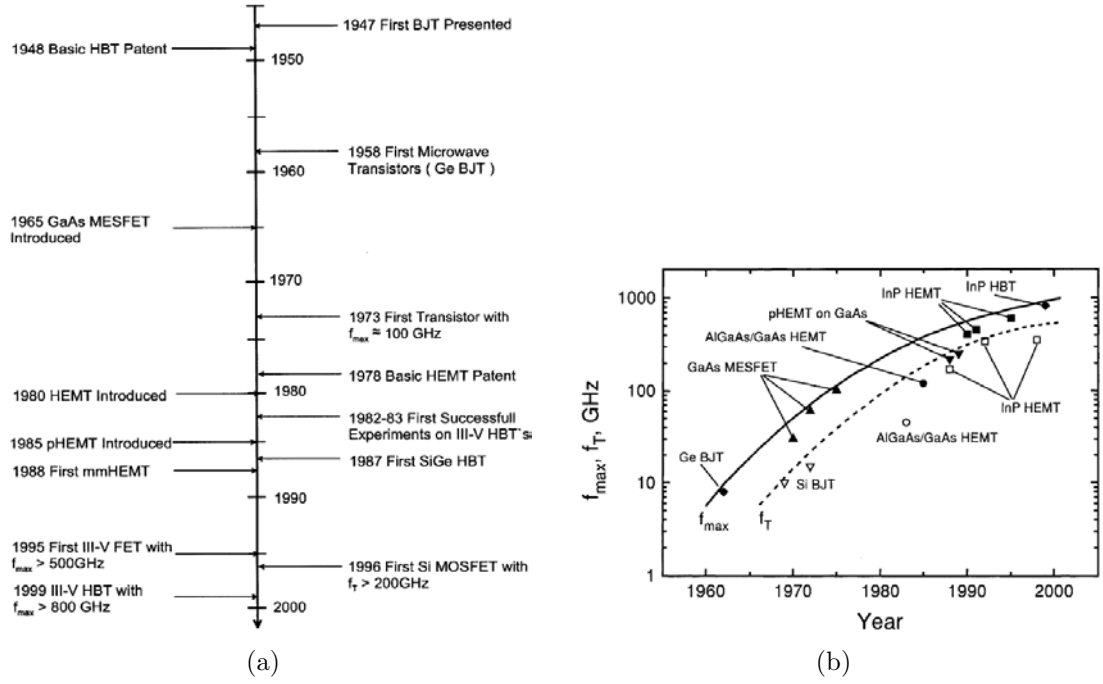 1947 First BJT Presented
1948 Basic HBT Patent
1950
1958 First Microwave
Transistors ( Ge BJT )
1960
1965 GaAs MESFET
Introduced
1970
1973 First Transistor with
fmax ≈ 100 GHz
1978 Basic HEMT Patent
1980 HEMT Introduced
1980
1982-83 First Successfull
Experiments on III-V HBT`s
1985 pHEMT Introduced
1987 First SiGe HBT
1988 First mmHEMT
1990
1995 First III-V FET with
fmax > 500GHz
1996 First Si MOSFET with
fT > 200GHz
1999 III-V HBT with
fmax > 800 GHz
2000
(a)
fmax, fT, GHz
1000
100
10
1
InP HBT
InP HEMT
pHEMT on GaAs
AlGaAs/GaAs HEMT
GaAs MESFET
InP HEMT
AlGaAs/GaAs HEMT
Ge BJT
Si BJT
fmax
fT
1960 1970 1980 1990 2000
Year
(b)